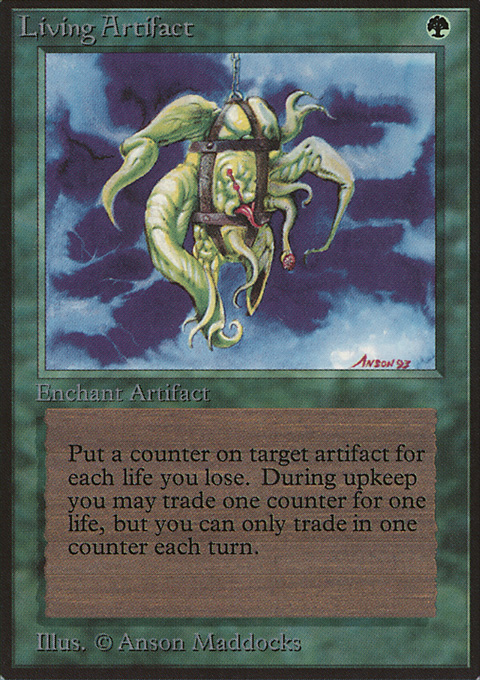 Living Artifact
ANSON 93
Enchant Artifact
Put a counter on target artifact for
each life you lose. During upkeep
you may trade one counter for one
life, but you can only trade in one
counter each turn.
Illus. © Anson Maddocks